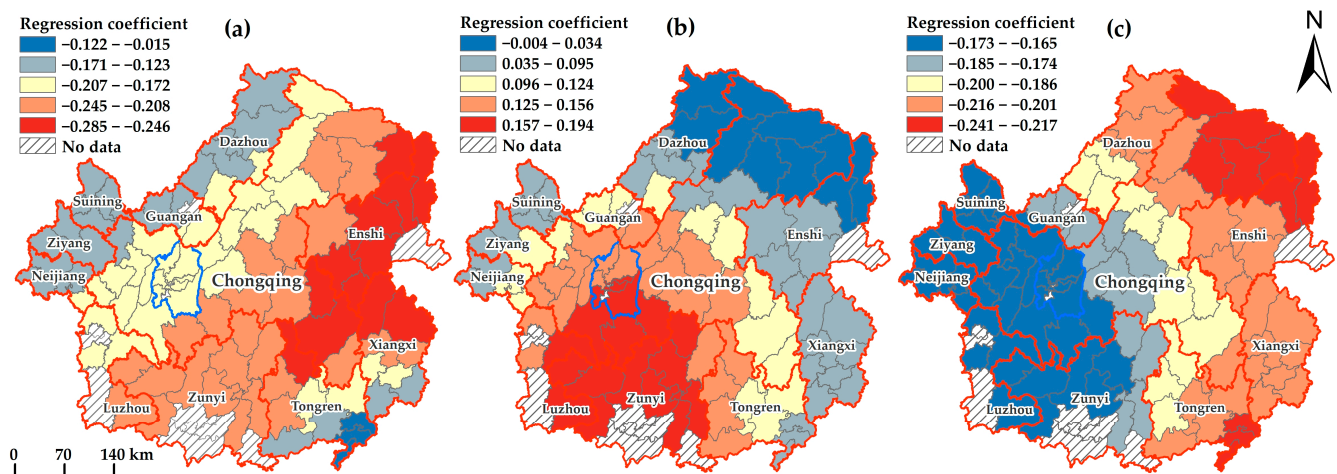 Regression coefficient
(a)
−0.122 – −0.015
−0.171 – −0.123
−0.207 – −0.172
−0.245 – −0.208
−0.285 – −0.246
No data
Dazhou
Suining
Guangan
Ziyang
Neijiang
Enshi
Chongqing
Xiangxi
Luzhou
Zunyi
Tongren
0 70 140 km
Regression coefficient
(b)
−0.004 – 0.034
0.035 – 0.095
0.096 – 0.124
0.125 – 0.156
0.157 – 0.194
No data
Dazhou
Suining
Guangan
Ziyang
Neijiang
Enshi
Chongqing
Xiangxi
Luzhou
Zunyi
Tongren
Regression coefficient
(c)
−0.173 – −0.165
−0.185 – −0.174
−0.200 – −0.186
−0.216 – −0.201
−0.241 – −0.217
No data
N
Dazhou
Suining
Guangan
Ziyang
Neijiang
Enshi
Chongqing
Xiangxi
Luzhou
Zunyi
Tongren